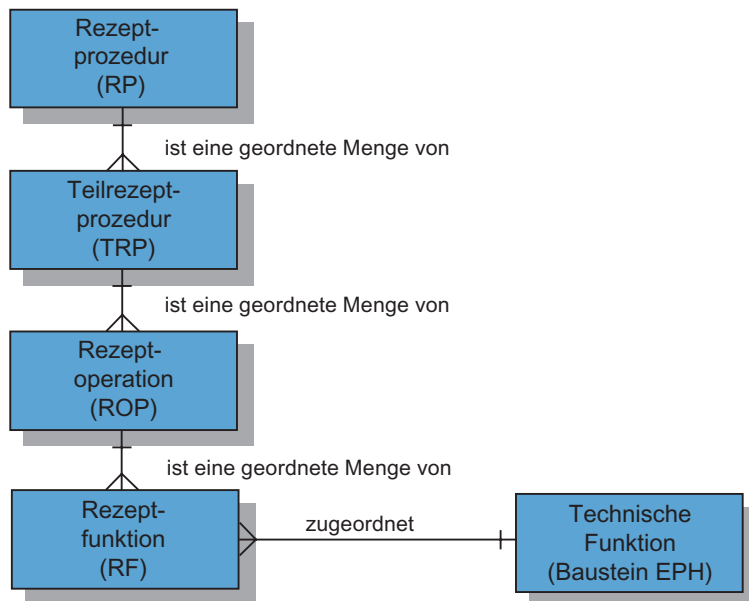 Rezept-
prozedur
(RP)
ist eine geordnete Menge von
Teilrezept-
prozedur
(TRP)
ist eine geordnete Menge von
Rezept-
operation
(ROP)
ist eine geordnete Menge von
Rezept-
funktion
(RF)
zugeordnet
Technische
Funktion
(Baustein EPH)